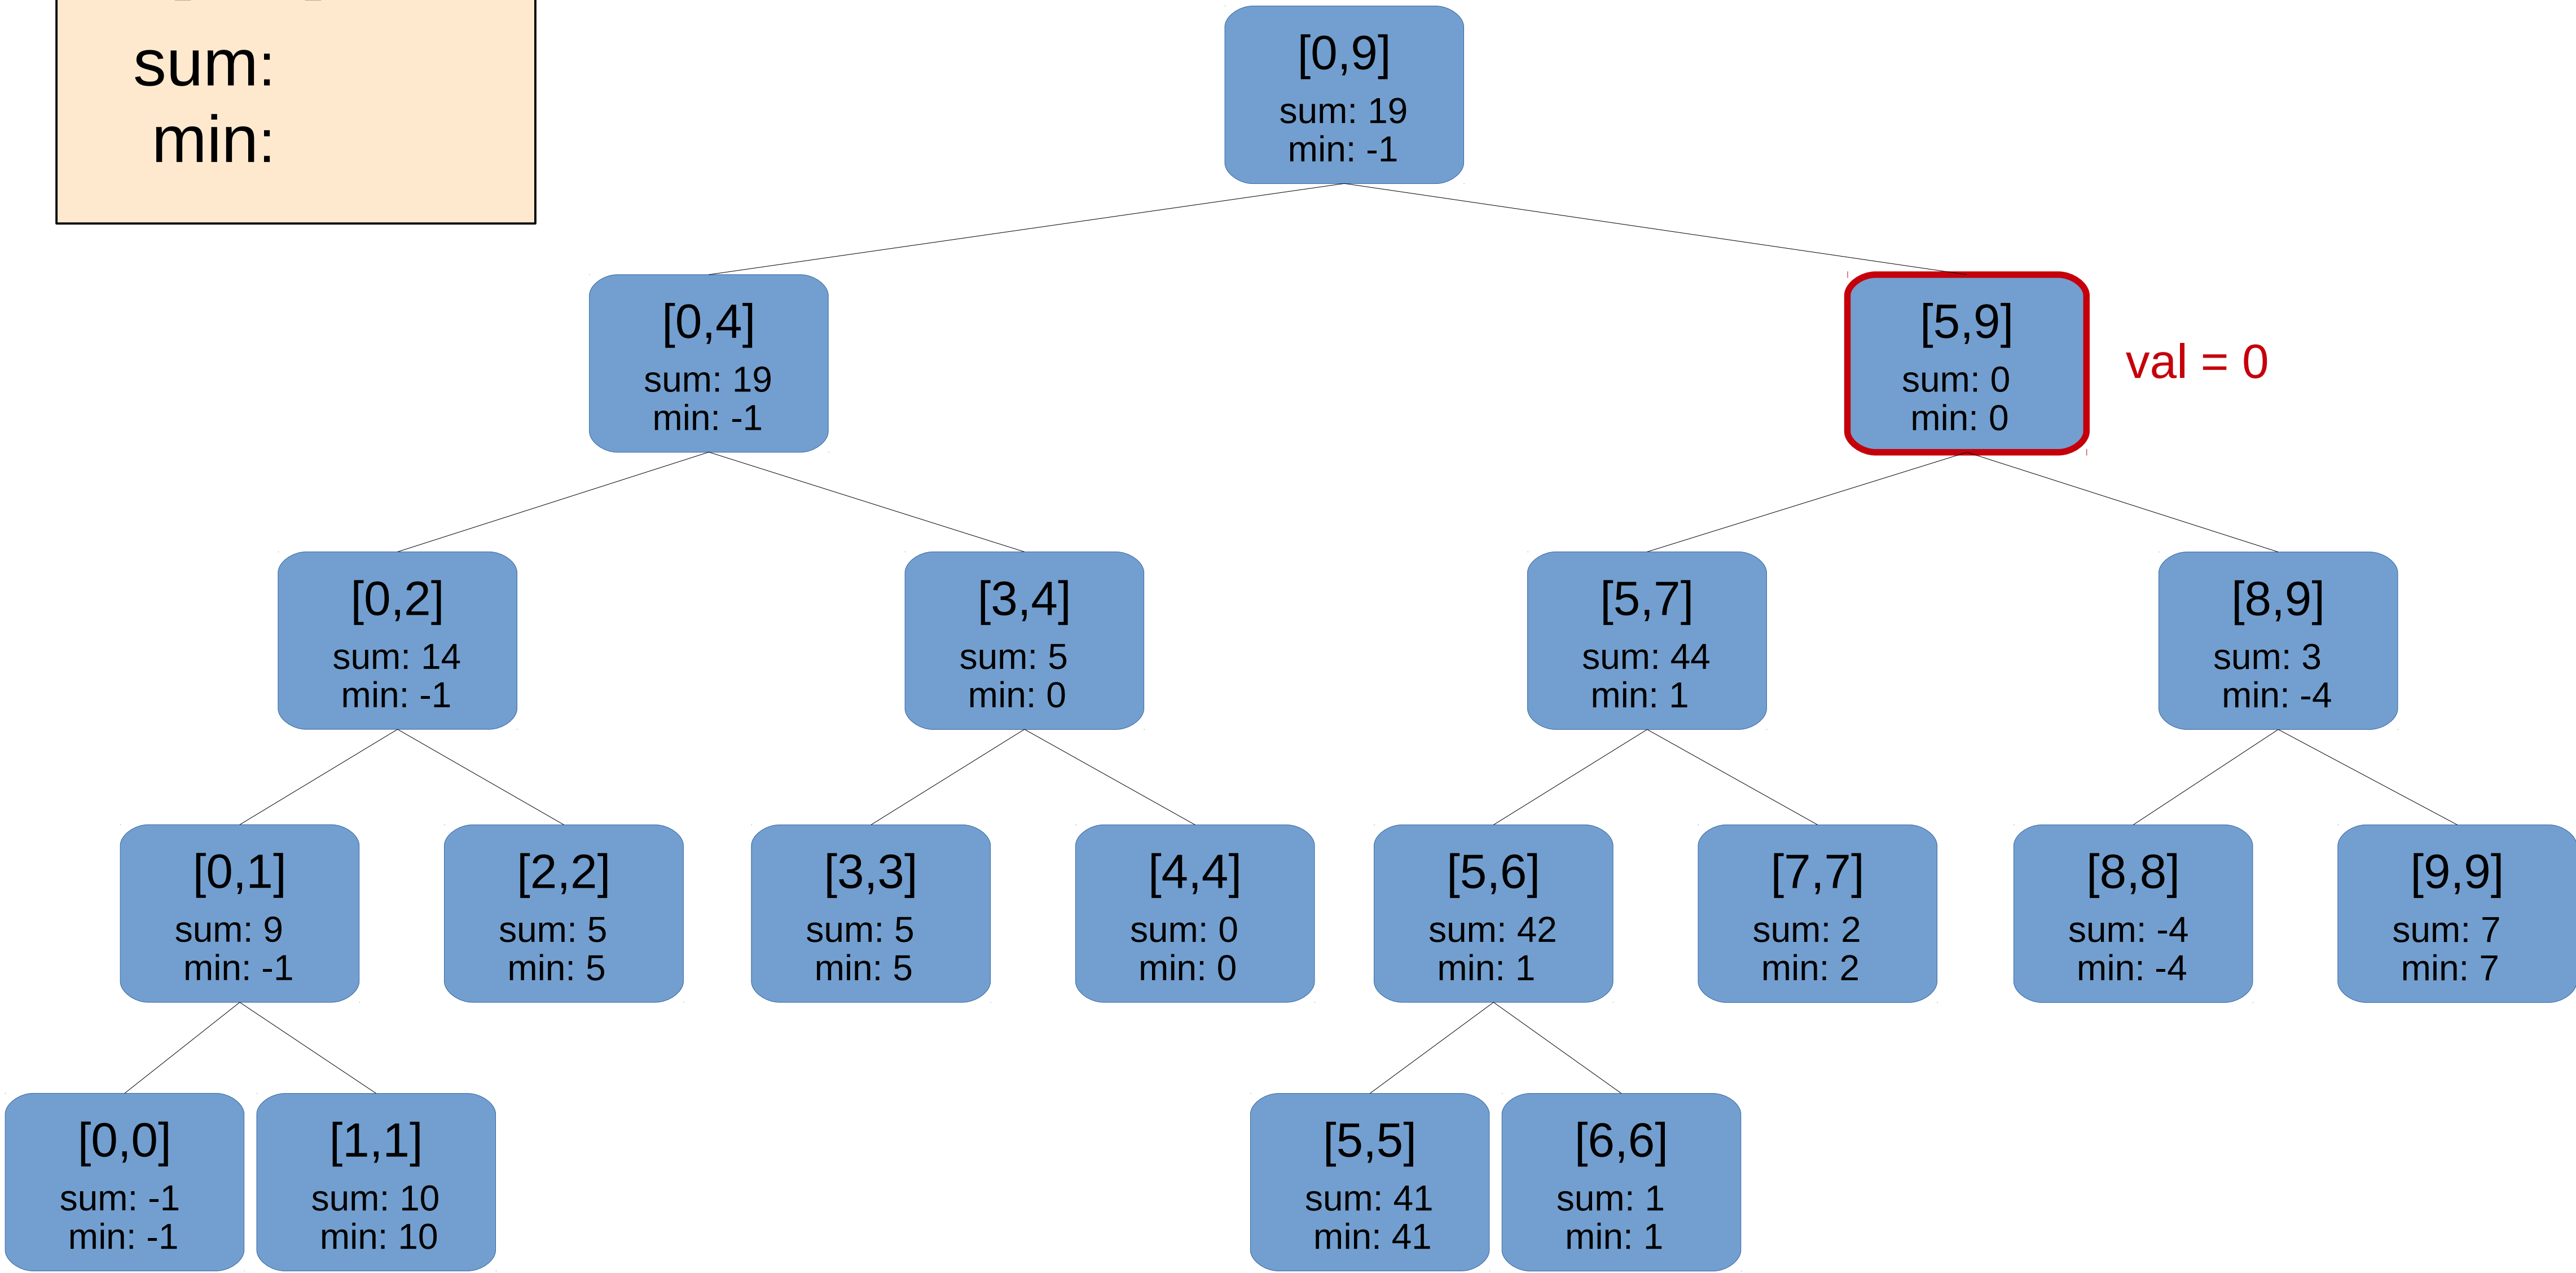 sum:
min:
[0,9]
sum: 19
min: -1
[0,4]
sum: 19
min: -1
[5,9]
sum: 0
min: 0
val = 0
[0,2]
sum: 14
min: -1
[3,4]
sum: 5
min: 0
[5,7]
sum: 44
min: 1
[8,9]
sum: 3
min: -4
[0,1]
sum: 9
min: -1
[2,2]
sum: 5
min: 5
[3,3]
sum: 5
min: 5
[4,4]
sum: 0
min: 0
[5,6]
sum: 42
min: 1
[7,7]
sum: 2
min: 2
[8,8]
sum: -4
min: -4
[9,9]
sum: 7
min: 7
[0,0]
sum: -1
min: -1
[1,1]
sum: 10
min: 10
[5,5]
sum: 41
min: 41
[6,6]
sum: 1
min: 1